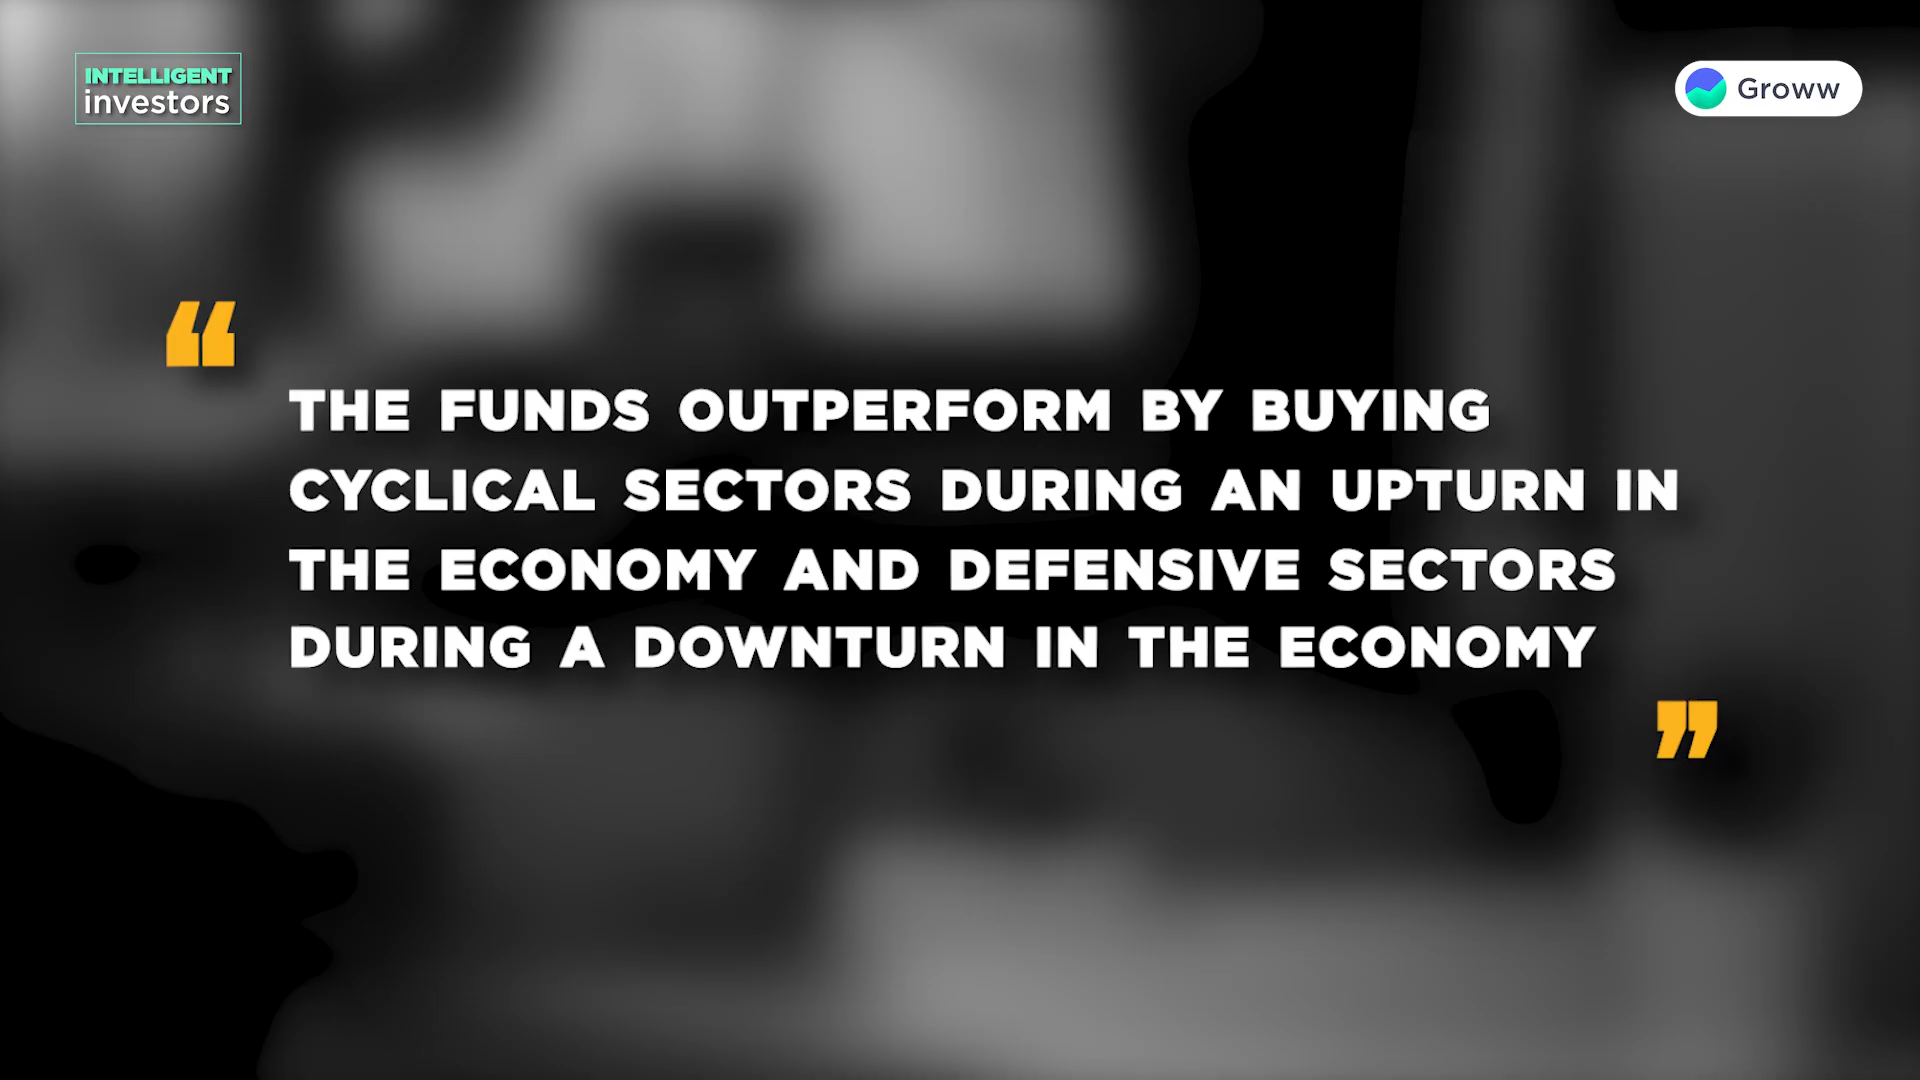 INTELLIGENT
investors
Groww
“
THE FUNDS OUTPERFORM BY BUYING
CYCLICAL SECTORS DURING AN UPTURN IN
THE ECONOMY AND DEFENSIVE SECTORS
DURING A DOWNTURN IN THE ECONOMY
”